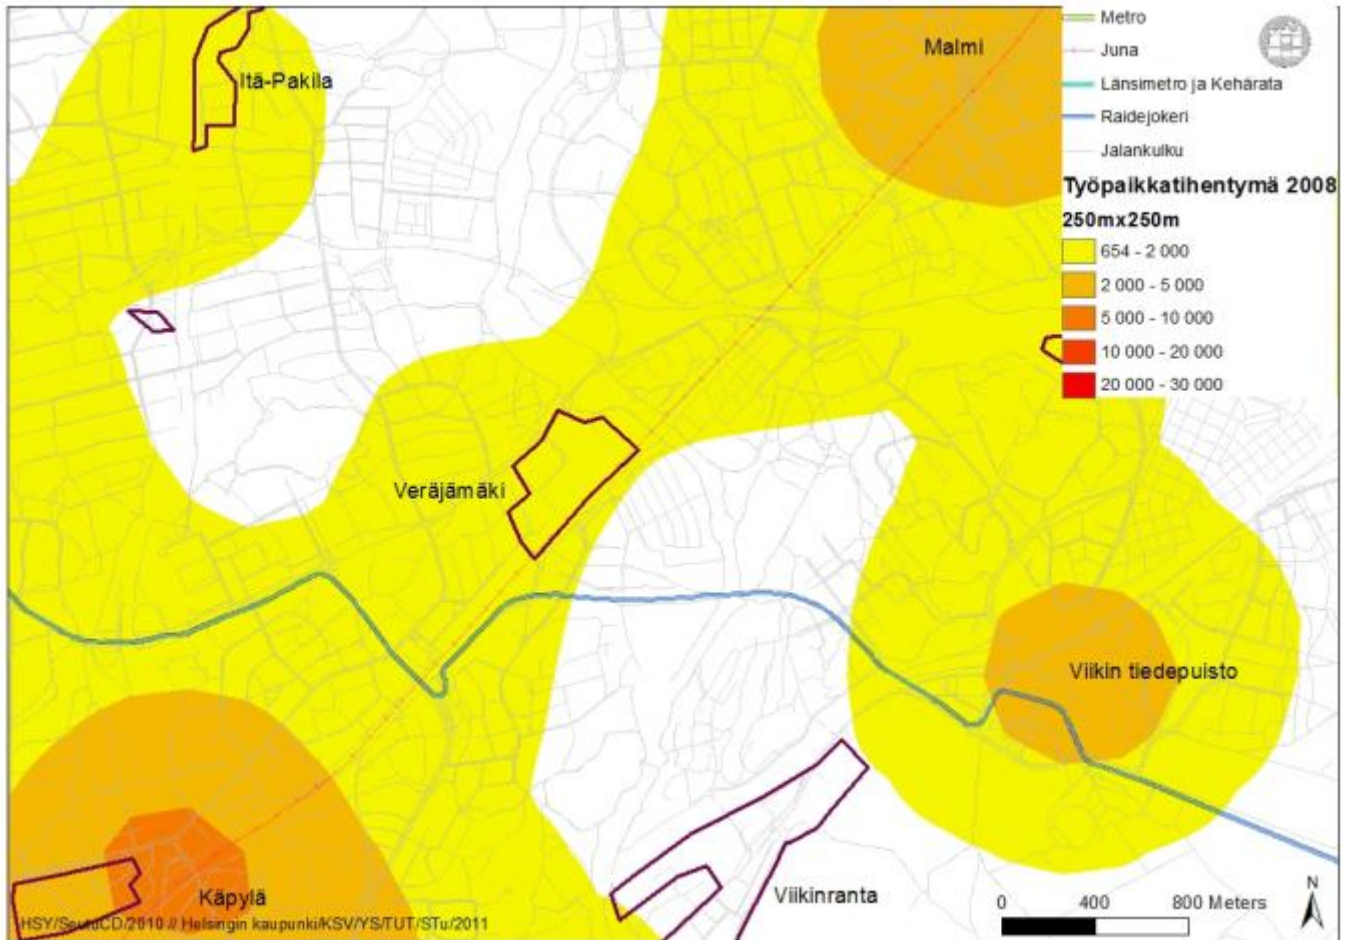 Metro
Juna
Länsimetro ja Kehärata
Raidejokeri
Jalankulku
Työpaikkatihentymä 2008
250mx250m
654 - 2 000
2 000 - 5 000
5 000 - 10 000
10 000 - 20 000
20 000 - 30 000
Malmi
Itä-Pakila
Veräjämäki
Viikin tiedepuisto
Käpylä
Viikinranta
0 400 800 Meters
N
HSY/SeutuCD/2010 // Helsingin kaupunki/KSV/YS/TUT/STu/2011